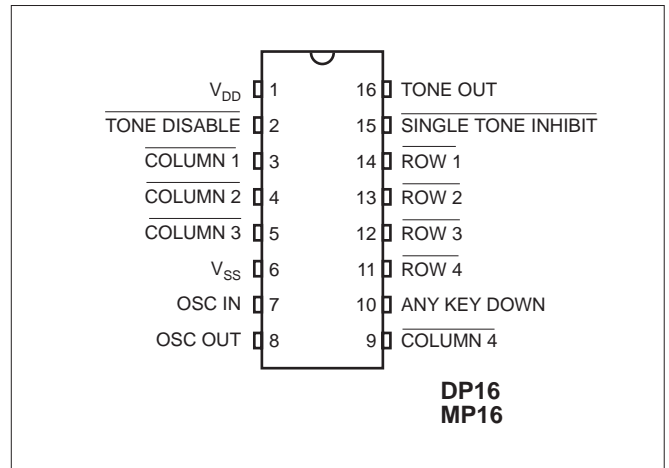 V_DD 1 16 TONE OUT
TONE DISABLE 2 15 SINGLE TONE INHIBIT
COLUMN 1 3 14 ROW 1
COLUMN 2 4 13 ROW 2
COLUMN 3 5 12 ROW 3
V_SS 6 11 ROW 4
OSC IN 7 10 ANY KEY DOWN
OSC OUT 8 9 COLUMN 4
DP16
MP16